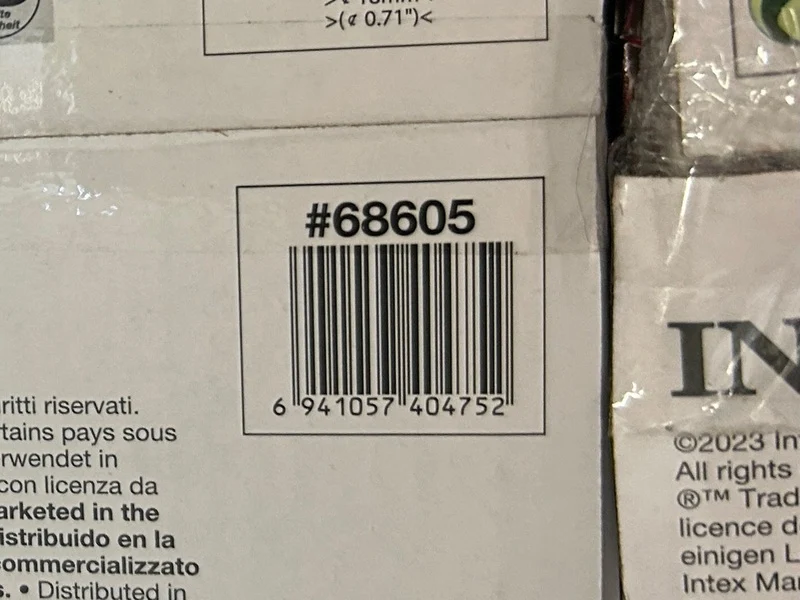 >(¢ 0.71")<
#68605
6 941057 404752
ritti riservati.
tains pays sous
rwendet in
con licenza da
arketed in the
istribuido en la
commercializzato
s. • Distributed in
IN
©2023 In
All rights
®™ Trad
licence d
einigen L
Intex Mar